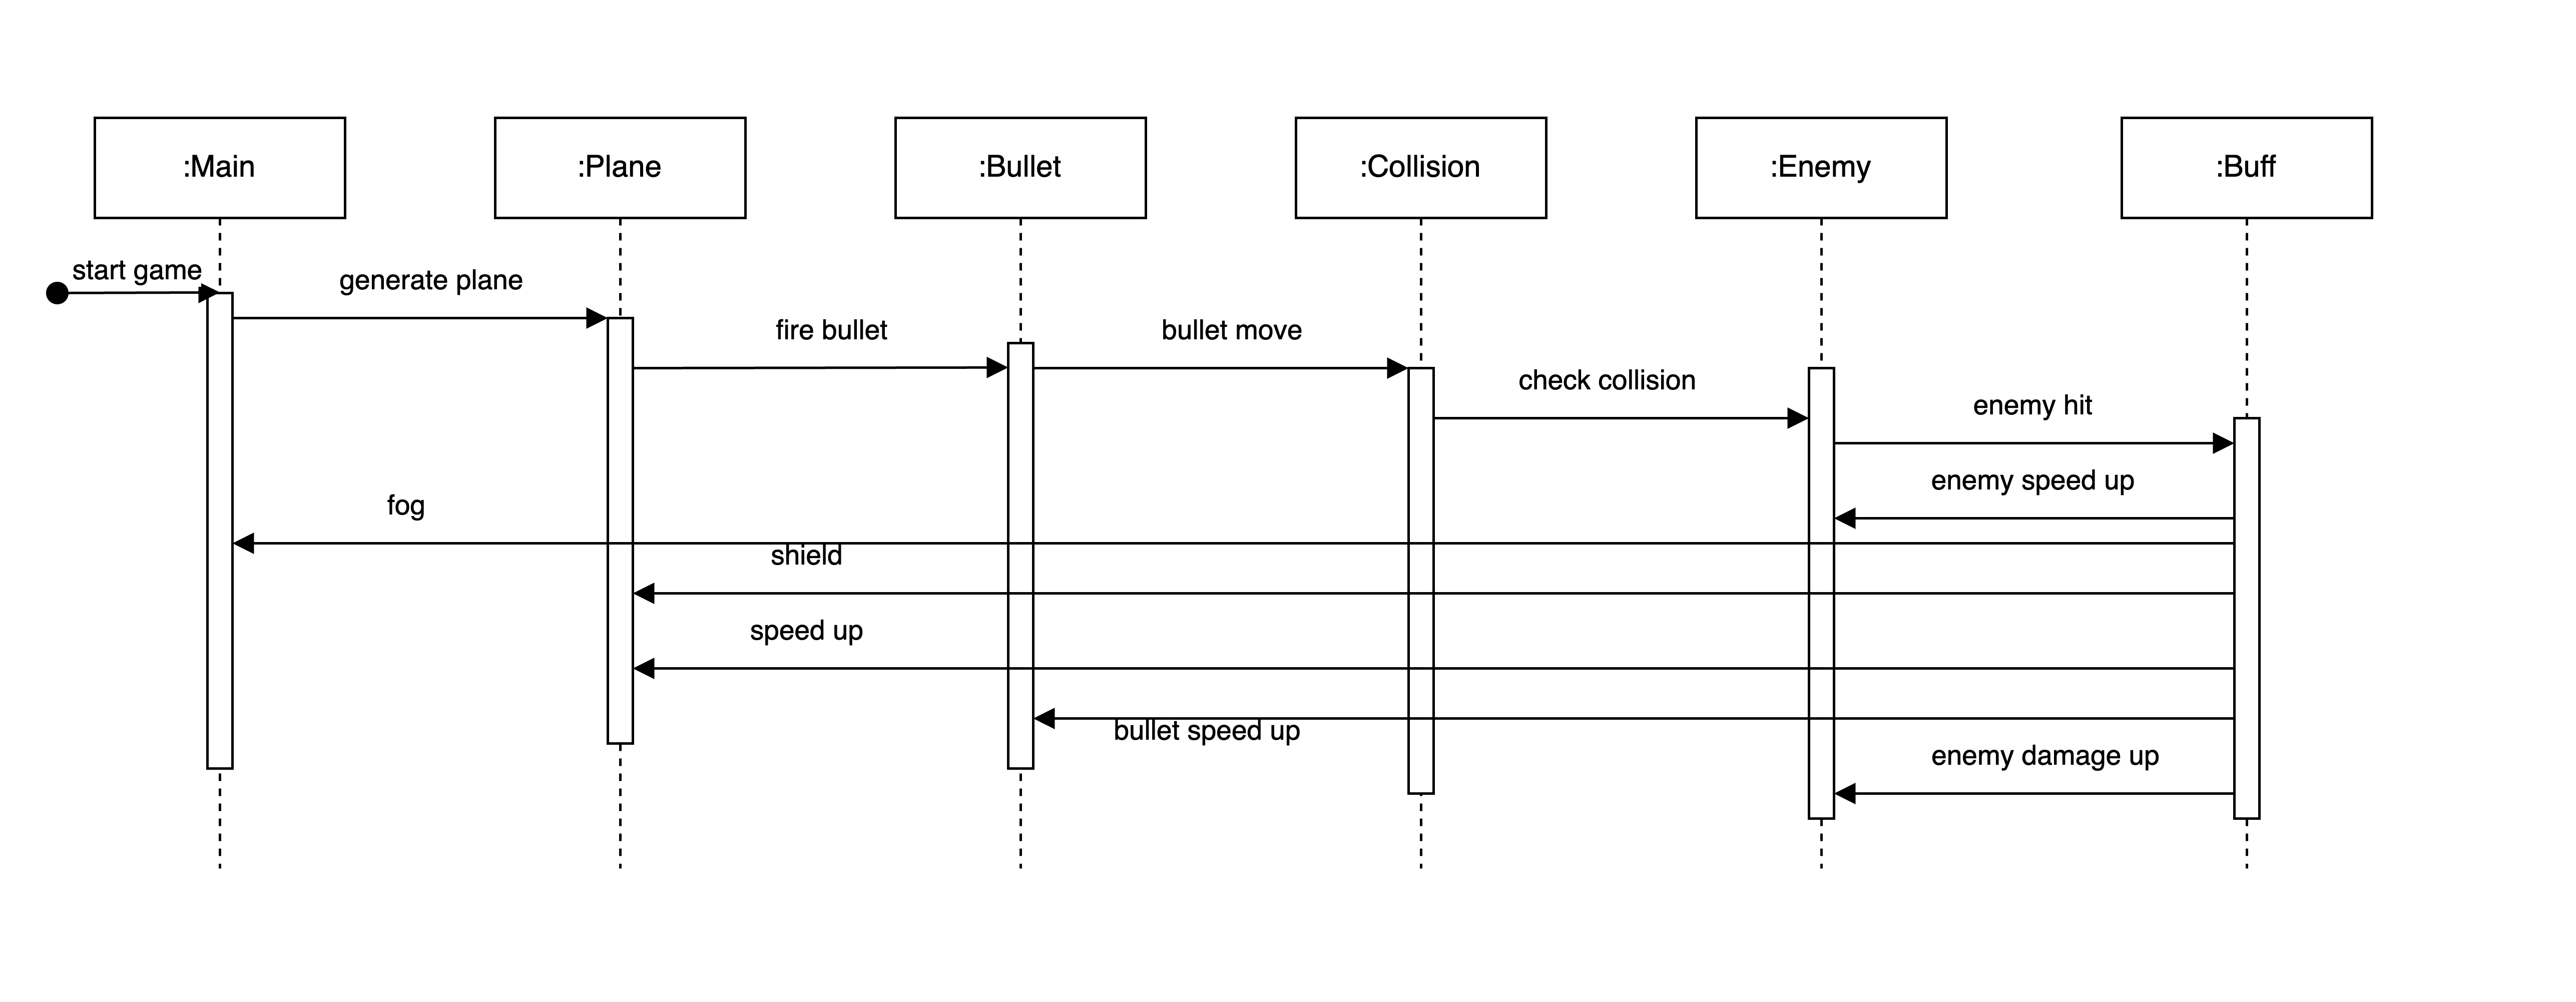 :Main
:Plane
:Bullet
:Collision
:Enemy
:Buff
start game
generate plane
fire bullet
bullet move
check collision
enemy hit
enemy speed up
fog
shield
speed up
bullet speed up
enemy damage up